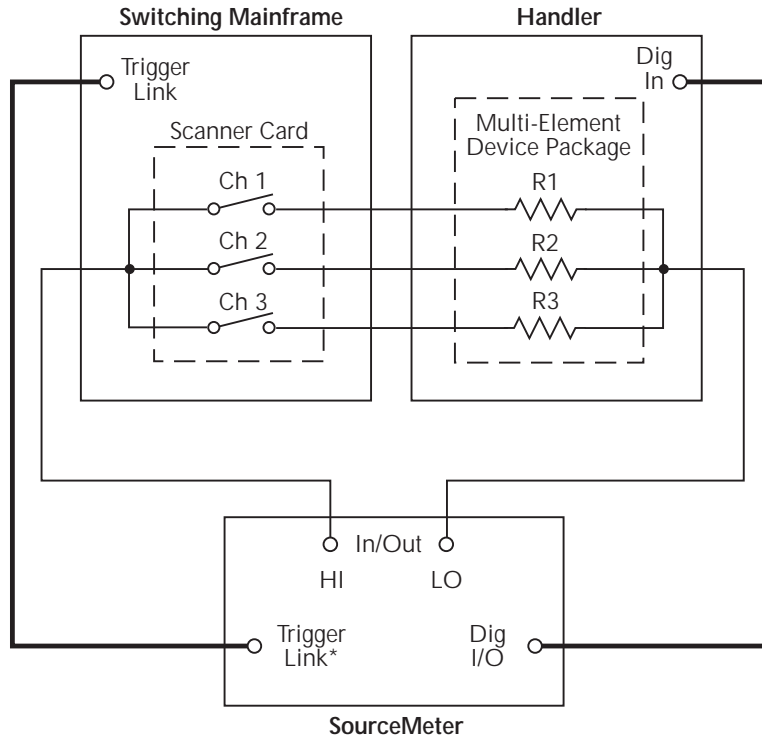 Switching Mainframe
Handler
Trigger
Link
Dig
In
Scanner Card
Multi-Element
Device Package
Ch 1
R1
Ch 2
R2
Ch 3
R3
In/Out
HI
LO
Trigger
Link*
Dig
I/O
SourceMeter